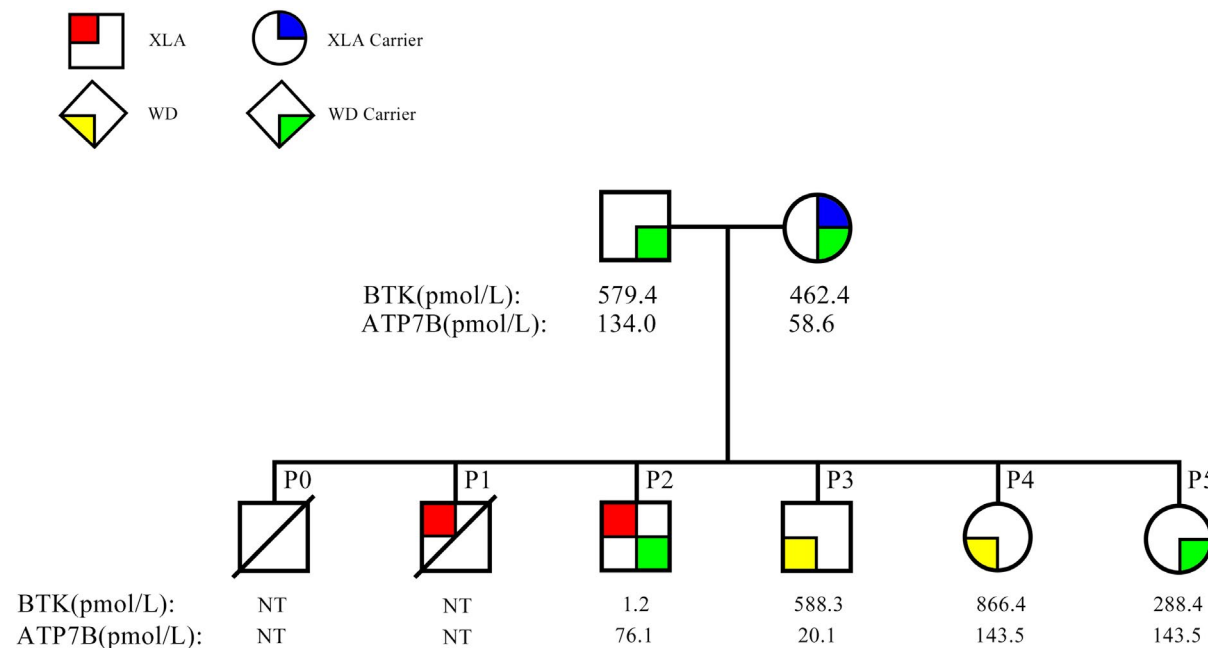 XLA XLA Carrier
WD WD Carrier
BTK(pmol/L): 579.4 462.4
ATP7B(pmol/L): 134.0 58.6
P0 P1 P2 P3 P4 P5
BTK(pmol/L): NT NT 1.2 588.3 866.4 288.4
ATP7B(pmol/L): NT NT 76.1 20.1 143.5 143.5